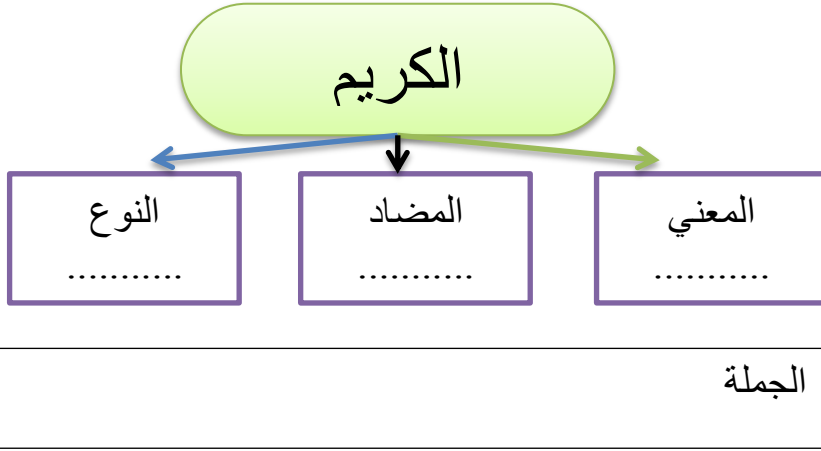 الكريم
المعني
...........
المضاد
...........
النوع
...........
الجملة